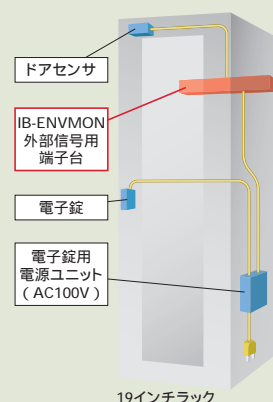 ドアセンサ
IB-ENVMON
外部信号用
端子台
電子錠
電子錠用
電源ユニット
（AC100V）
19インチラック